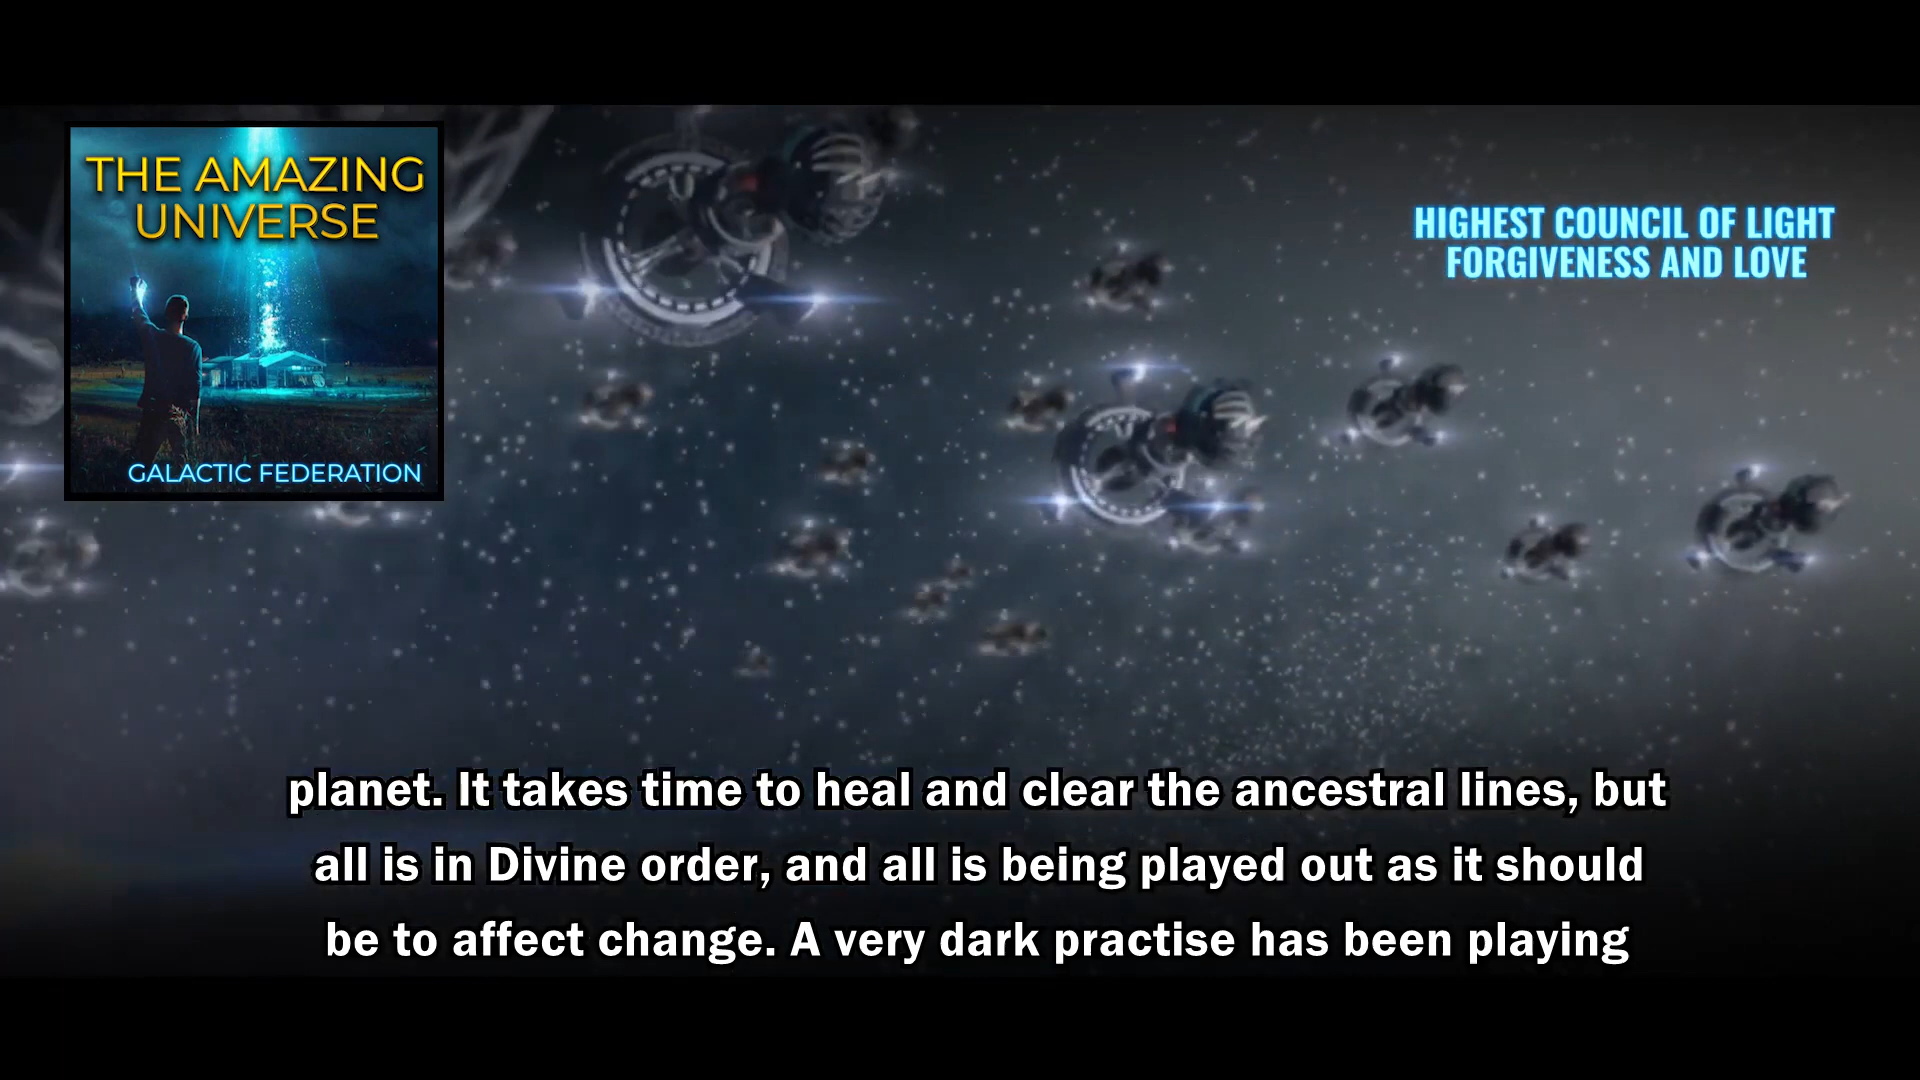 THE AMAZING
UNIVERSE
GALACTIC FEDERATION
HIGHEST COUNCIL OF LIGHT
FORGIVENESS AND LOVE
planet. It takes time to heal and clear the ancestral lines, but
all is in Divine order, and all is being played out as it should
be to affect change. A very dark practise has been playing